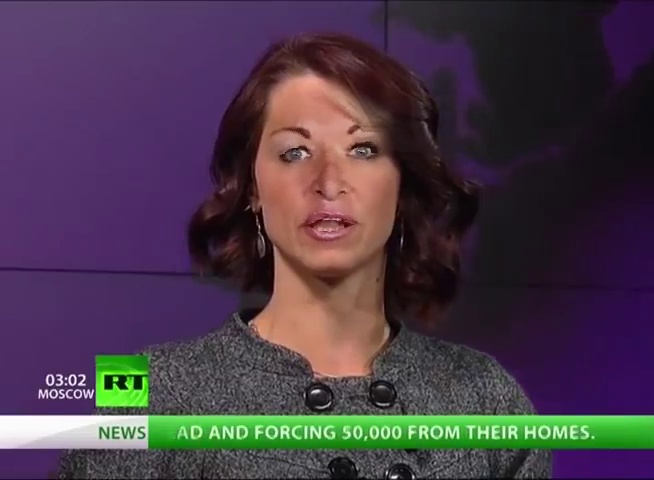 03:02
MOSCOW
RT
NEWS
AD AND FORCING 50,000 FROM THEIR HOMES.